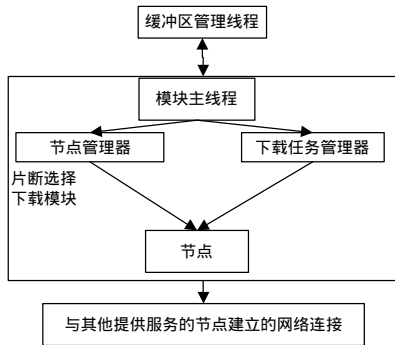 缓冲区管理线程
模块主线程
节点管理器
下载任务管理器
片断选择
下载模块
节点
与其他提供服务的节点建立的网络连接